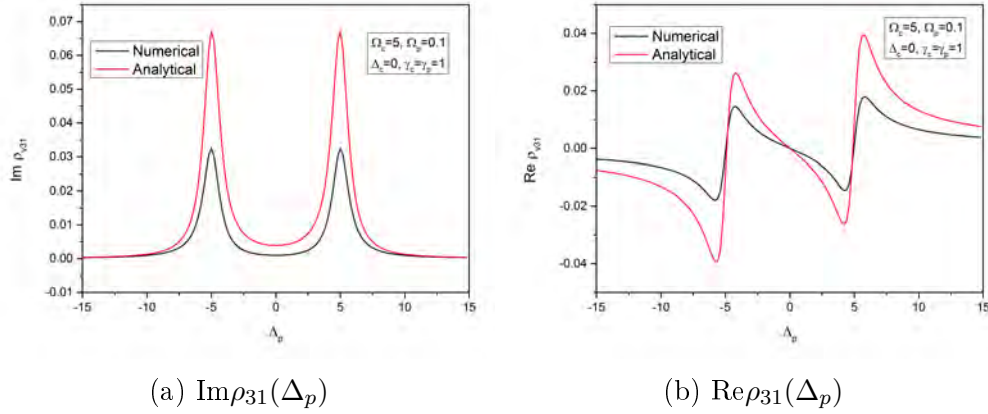 Im ρv31
0.07
0.06
0.05
0.04
0.03
0.02
0.01
0.00
-0.01
-15
-10
-5
0
5
10
15
Δp
Numerical
Analytical
Ωc=5, Ωp=0.1
Δc=0, γc=γp=1
(a) Imρ31(Δp)
Re ρv31
0.04
0.02
0.00
-0.02
-0.04
-15
-10
-5
0
5
10
15
Δp
Numerical
Analytical
Ωc=5, Ωp=0.1
Δc=0, γc=γp=1
(b) Reρ31(Δp)